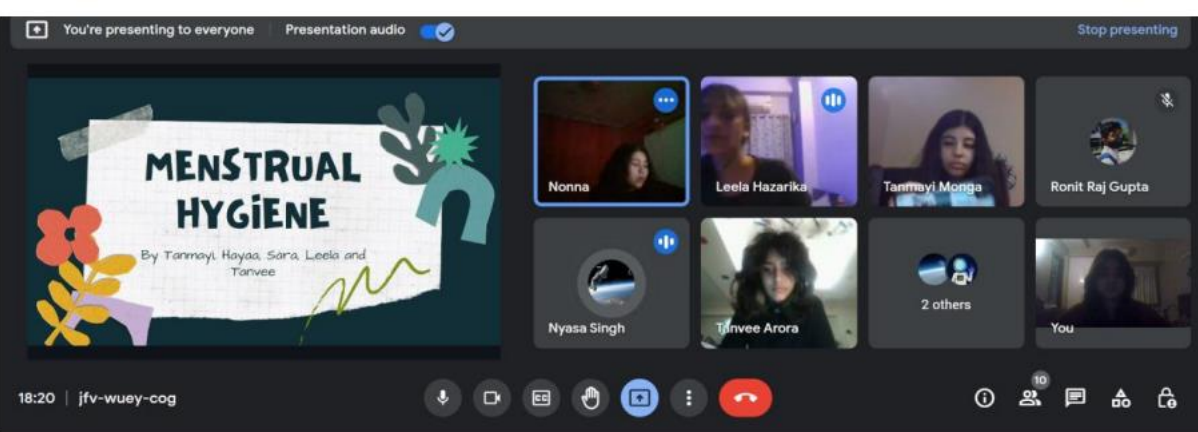 You're presenting to everyone
Presentation audio
Stop presenting
MENSTRUAL
HYGiENE
By Tanmayi, Hayaa, Sara, Leela and
Tanvee
Nonna
Leela Hazarika
Tanmayi Monga
Ronit Raj Gupta
Nyasa Singh
Tanvee Arora
2 others
You
18:20 | jfv-wuey-cog
CC
10